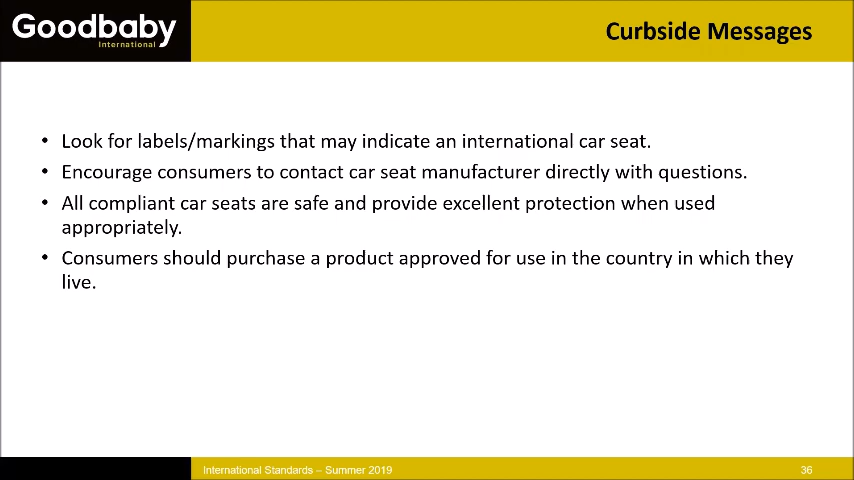 Goodbaby
International
Curbside Messages
• Look for labels/markings that may indicate an international car seat.
• Encourage consumers to contact car seat manufacturer directly with questions.
• All compliant car seats are safe and provide excellent protection when used
appropriately.
• Consumers should purchase a product approved for use in the country in which they
live.
International Standards – Summer 2019
36